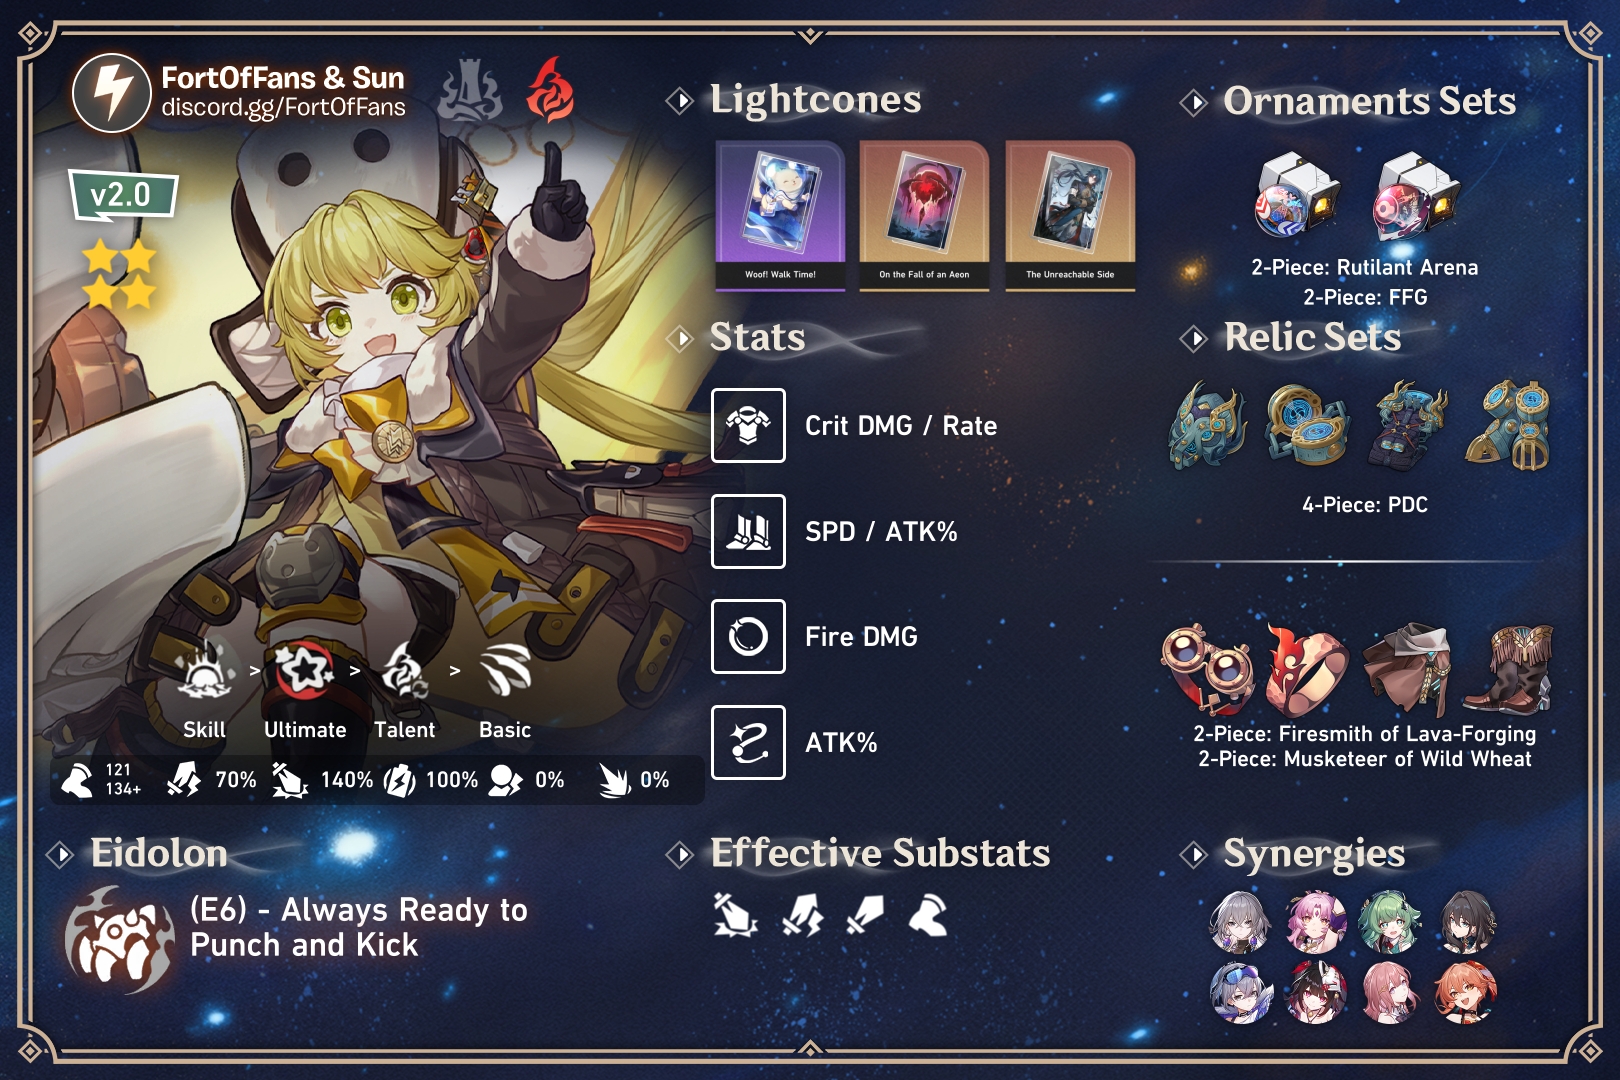 FortOfFans & Sun
discord.gg/FortOfFans
v2.0
Skill > Ultimate > Talent > Basic
121
134+
70% 140% 100% 0% 0%
Eidolon
(E6) - Always Ready to
Punch and Kick
Lightcones
Woof! Walk Time!
On the Fall of an Aeon
The Unreachable Side
Stats
Crit DMG / Rate
SPD / ATK%
Fire DMG
ATK%
Effective Substats
Ornaments Sets
2-Piece: Rutilant Arena
2-Piece: FFG
Relic Sets
4-Piece: PDC
2-Piece: Firesmith of Lava-Forging
2-Piece: Musketeer of Wild Wheat
Synergies